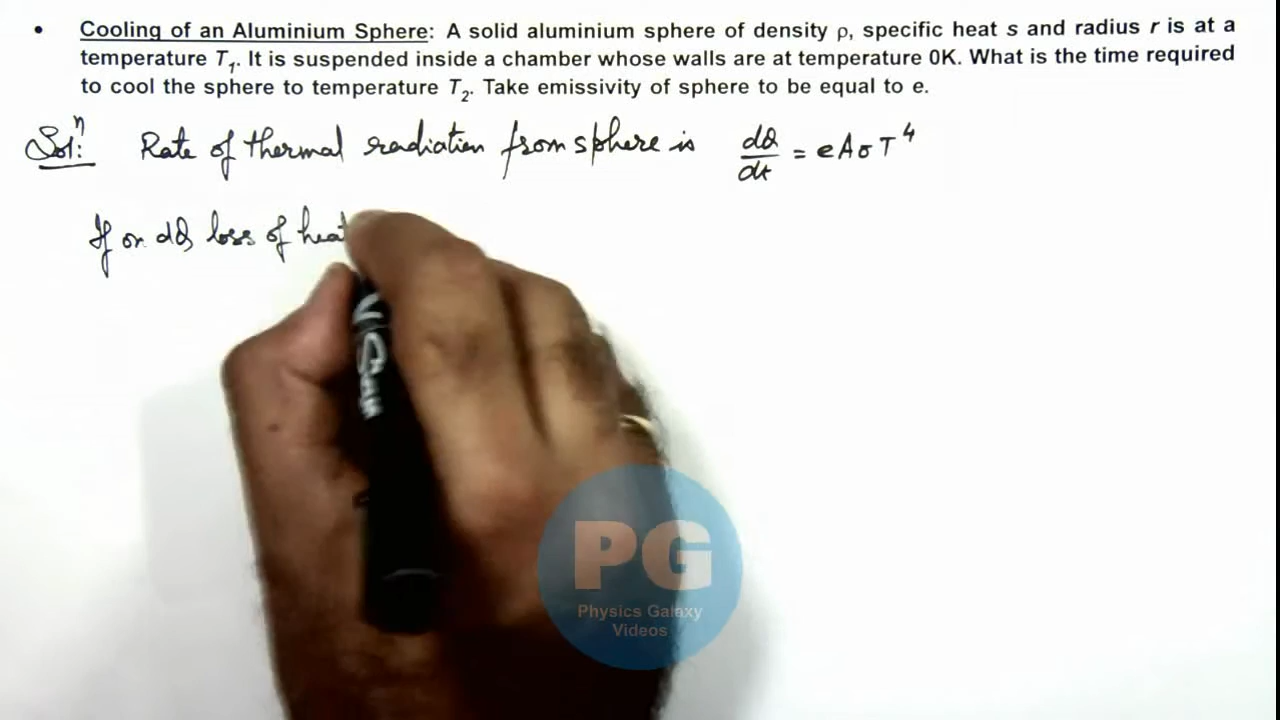 • Cooling of an Aluminium Sphere: A solid aluminium sphere of density ρ, specific heat s and radius r is at a
temperature T₁. It is suspended inside a chamber whose walls are at temperature 0K. What is the time required
to cool the sphere to temperature T₂. Take emissivity of sphere to be equal to e.
Solⁿ: Rate of thermal radiation from sphere is dQ/dt = eAσT⁴
If on dQ loss of heat
PG
Physics Galaxy
Videos